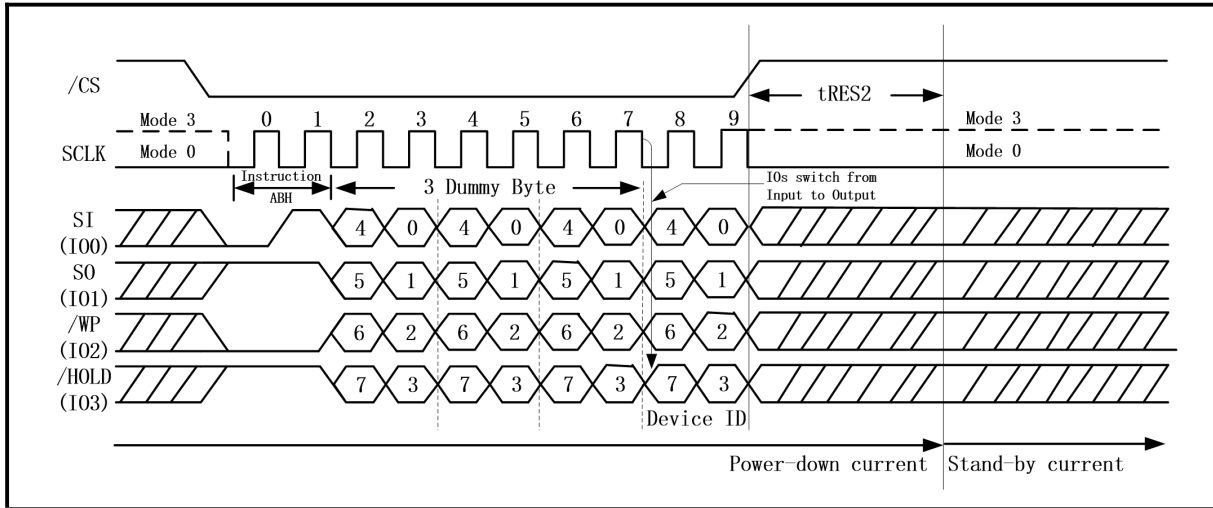 /CS
tRES2
0 1 2 3 4 5 6 7 8 9
Mode 3
Mode 3
SCLK
Mode 0
Mode 0
Instruction
ABH
3 Dummy Byte
IOs switch from
Input to Output
SI
(IO0)
4 0 4 0 4 0 4 0
SO
(IO1)
5 1 5 1 5 1 5 1
/WP
(IO2)
6 2 6 2 6 2 6 2
/HOLD
(IO3)
7 3 7 3 7 3 7 3
Device ID
Power-down current
Stand-by current